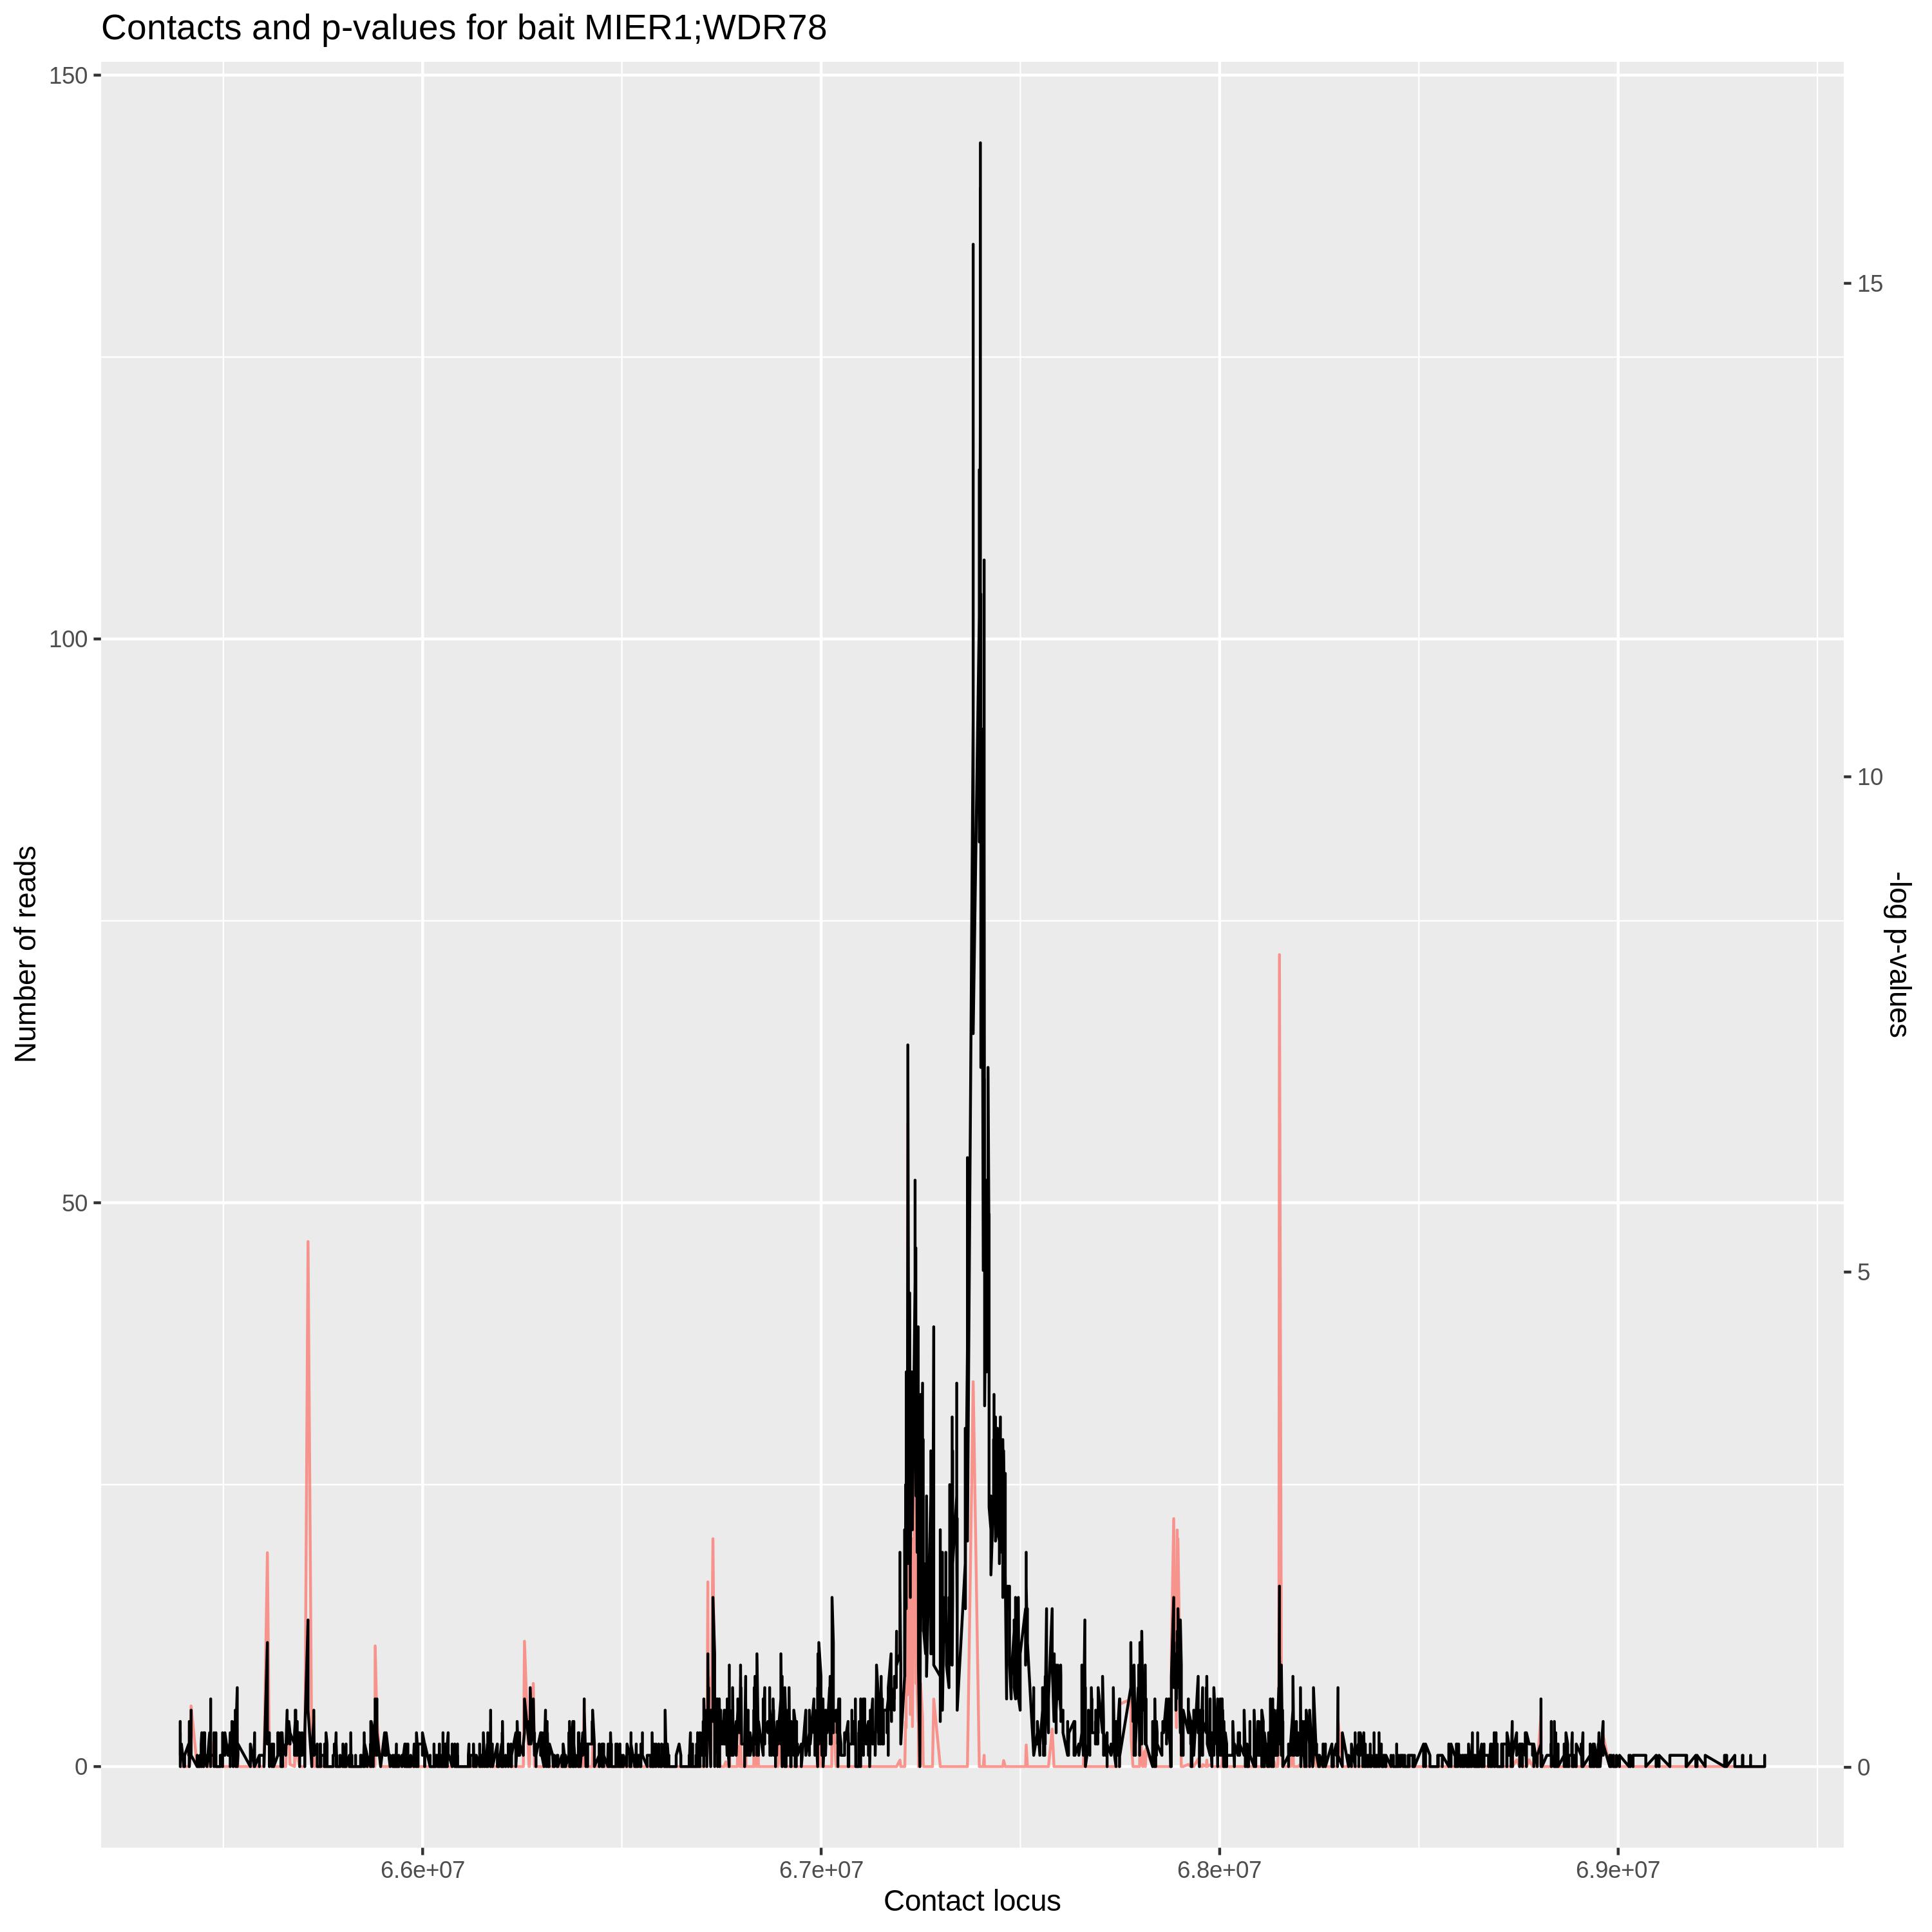 Contacts and p-values for bait MIER1;WDR78
150
100
50
0
Number of reads
15
10
5
0
-log p-values
6.6e+07
6.7e+07
6.8e+07
6.9e+07
Contact locus